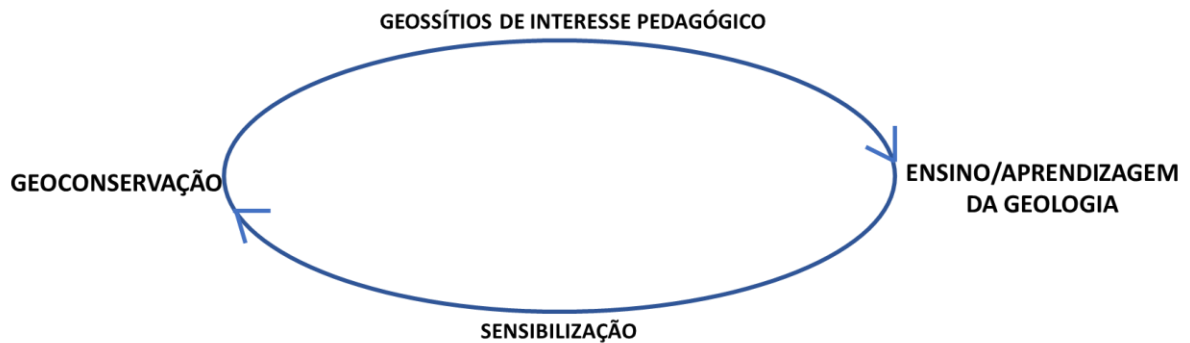 GEOSSÍTIOS DE INTERESSE PEDAGÓGICO
GEOCONSERVAÇÃO
ENSINO/APRENDIZAGEM
DA GEOLOGIA
SENSIBILIZAÇÃO